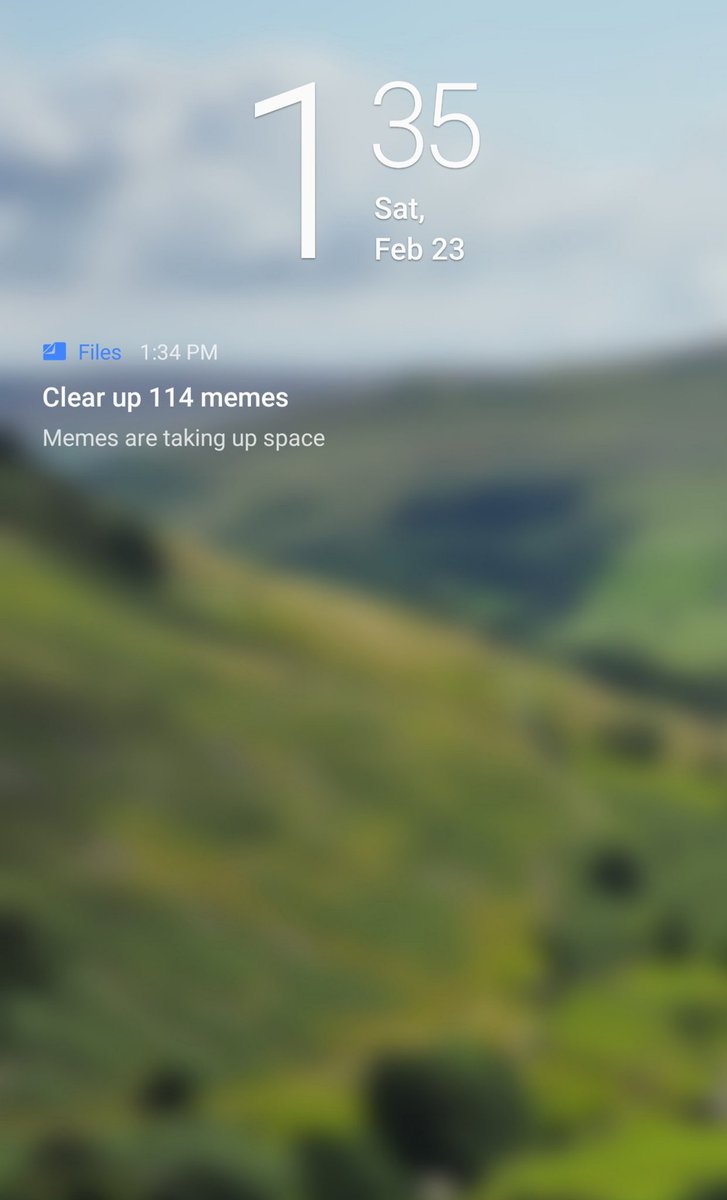 1 35
Sat,
Feb 23
Files 1:34 PM
Clear up 114 memes
Memes are taking up space